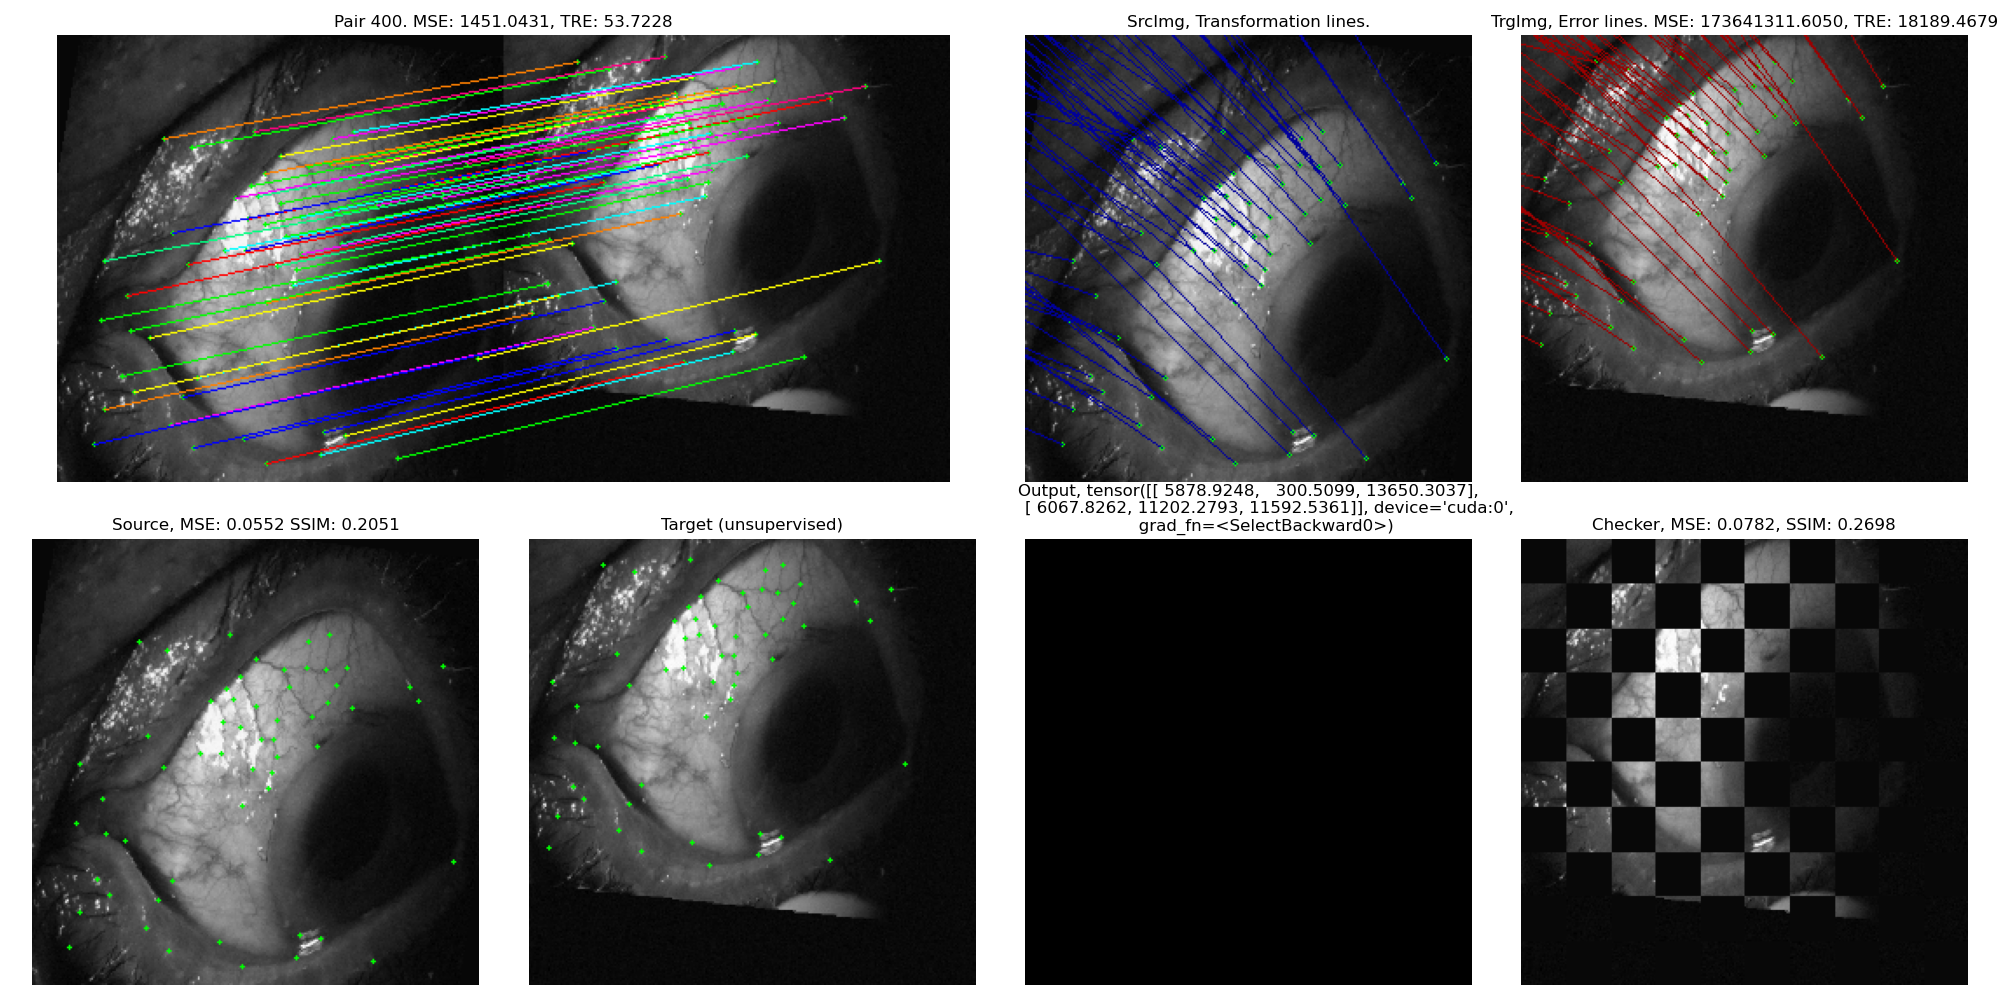 Pair 400. MSE: 1451.0431, TRE: 53.7228
SrcImg, Transformation lines.
TrgImg, Error lines. MSE: 173641311.6050, TRE: 18189.4679
Source, MSE: 0.0552 SSIM: 0.2051
Target (unsupervised)
Output, tensor([[ 5878.9248,   300.5099, 13650.3037],
[ 6067.8262, 11202.2793, 11592.5361]], device='cuda:0',
grad_fn=<SelectBackward0>)
Checker, MSE: 0.0782, SSIM: 0.2698